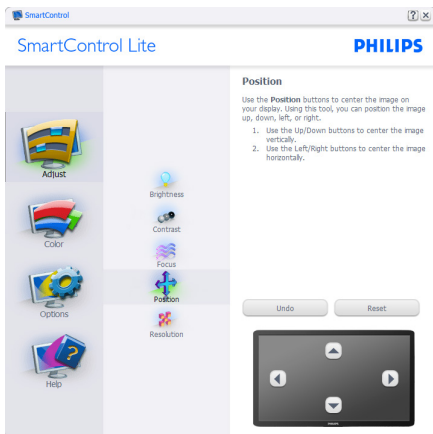 SmartControl
SmartControl Lite
PHILIPS
Adjust
Color
Options
Help
Brightness
Contrast
Focus
Position
Resolution
Position
Use the Position buttons to center the image on
your display. Using this tool, you can position the image
up, down, left, or right.
1. Use the Up/Down buttons to center the image
vertically.
2. Use the Left/Right buttons to center the image
horizontally.
Undo
Reset
PHILIPS